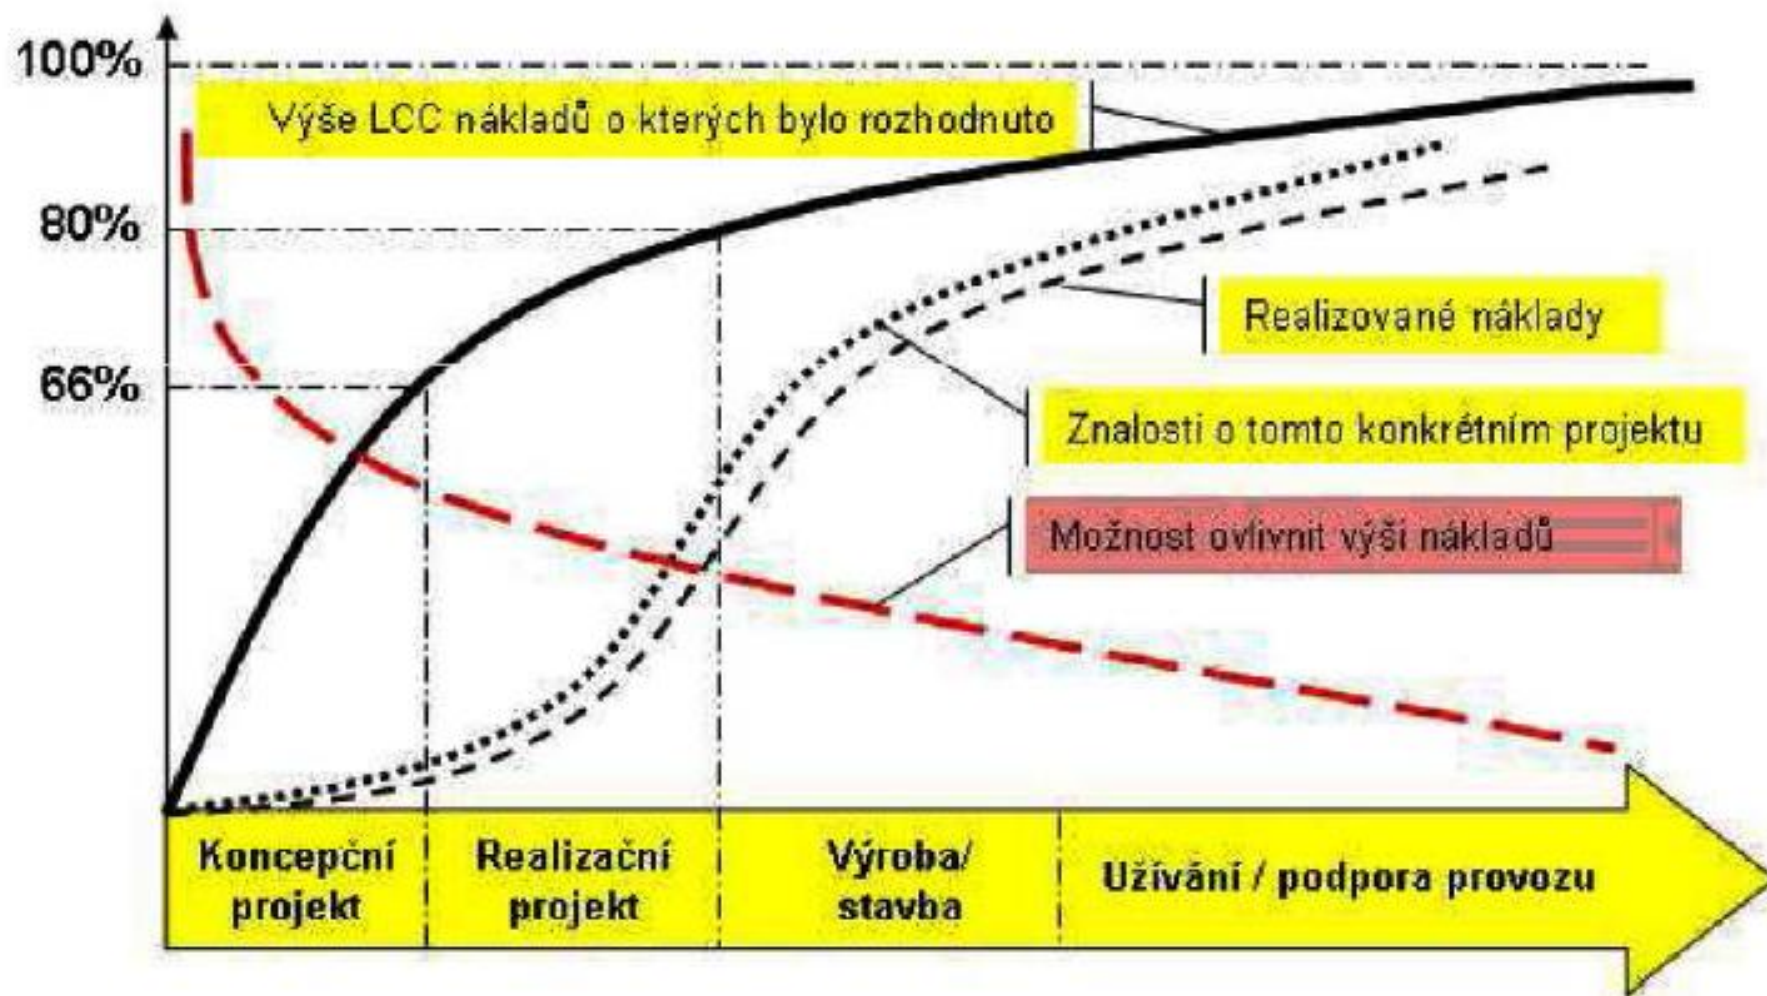 100%
Výše LCC nákladů o kterých bylo rozhodnuto
80%
Realizované náklady
66%
Znalosti o tomto konkrétním projektu
Možnost ovlivnit výši nákladů
Koncepční
projekt
Realizační
projekt
Výroba/
stavba
Užívání / podpora provozu